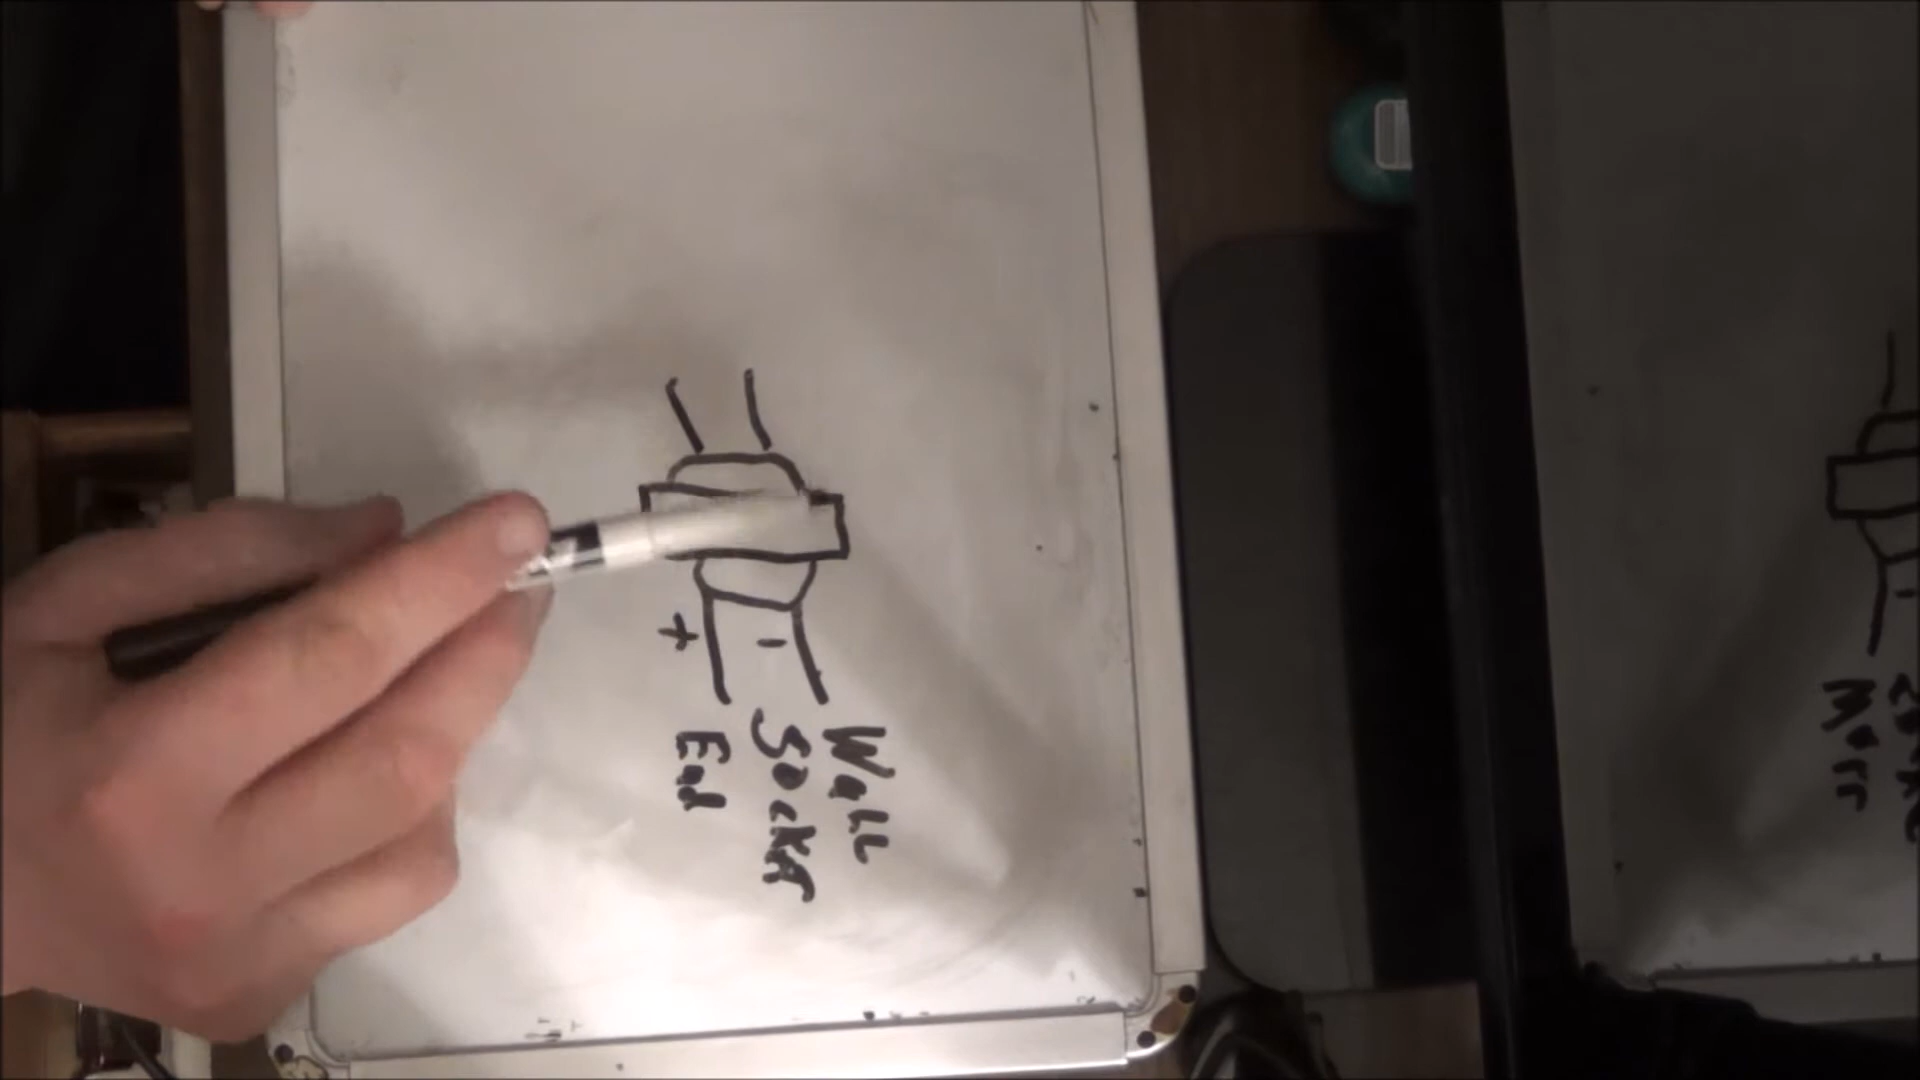 + -
Wall
Socket
End